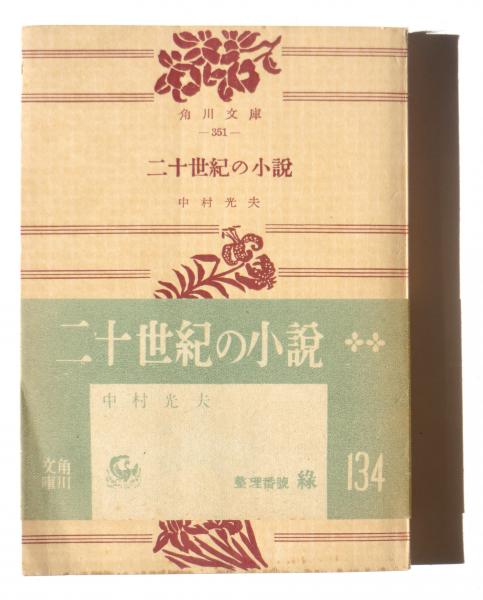 角川文庫
—351—
二十世紀の小説
中村光夫
二十世紀の小説
中村光夫
角川文庫
整理番號 緑
134